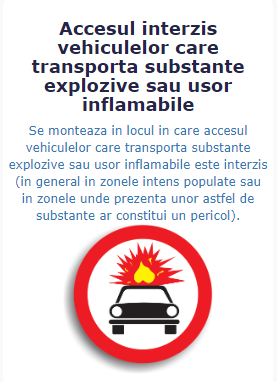 Accesul interzis
vehiculelor care
transporta substante
explozive sau usor
inflamabile
Se monteaza in locul in care accesul
vehiculelor care transporta substante
explozive sau usor inflamabile este interzis
(in general in zonele intens populate sau
in zonele unde prezenta unor astfel de
substante ar constitui un pericol).